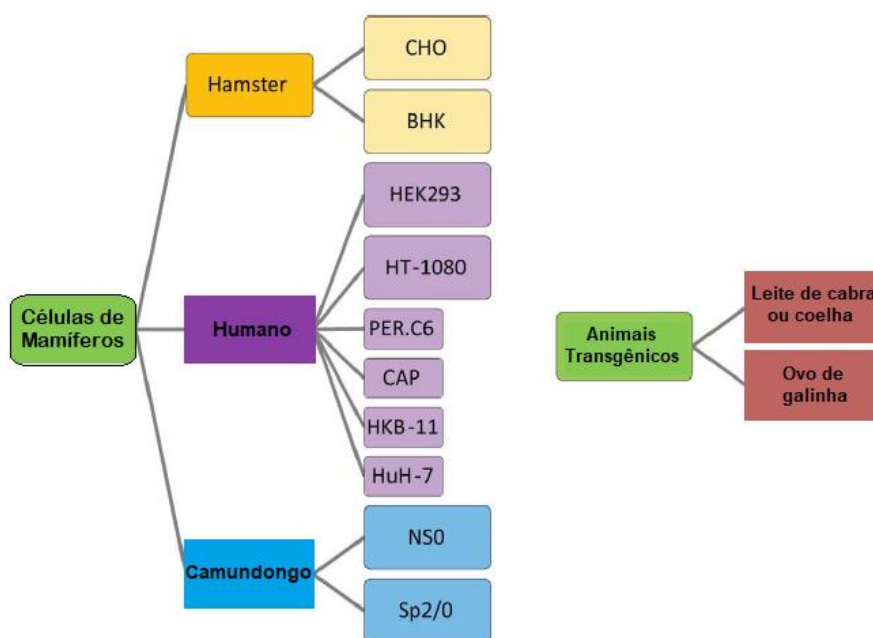 Células de
Mamíferos
Hamster
CHO
BHK
Humano
HEK293
HT-1080
PER.C6
CAP
HKB-11
HuH-7
Camundongo
NS0
Sp2/0
Animais
Transgênicos
Leite de cabra
ou coelha
Ovo de
galinha